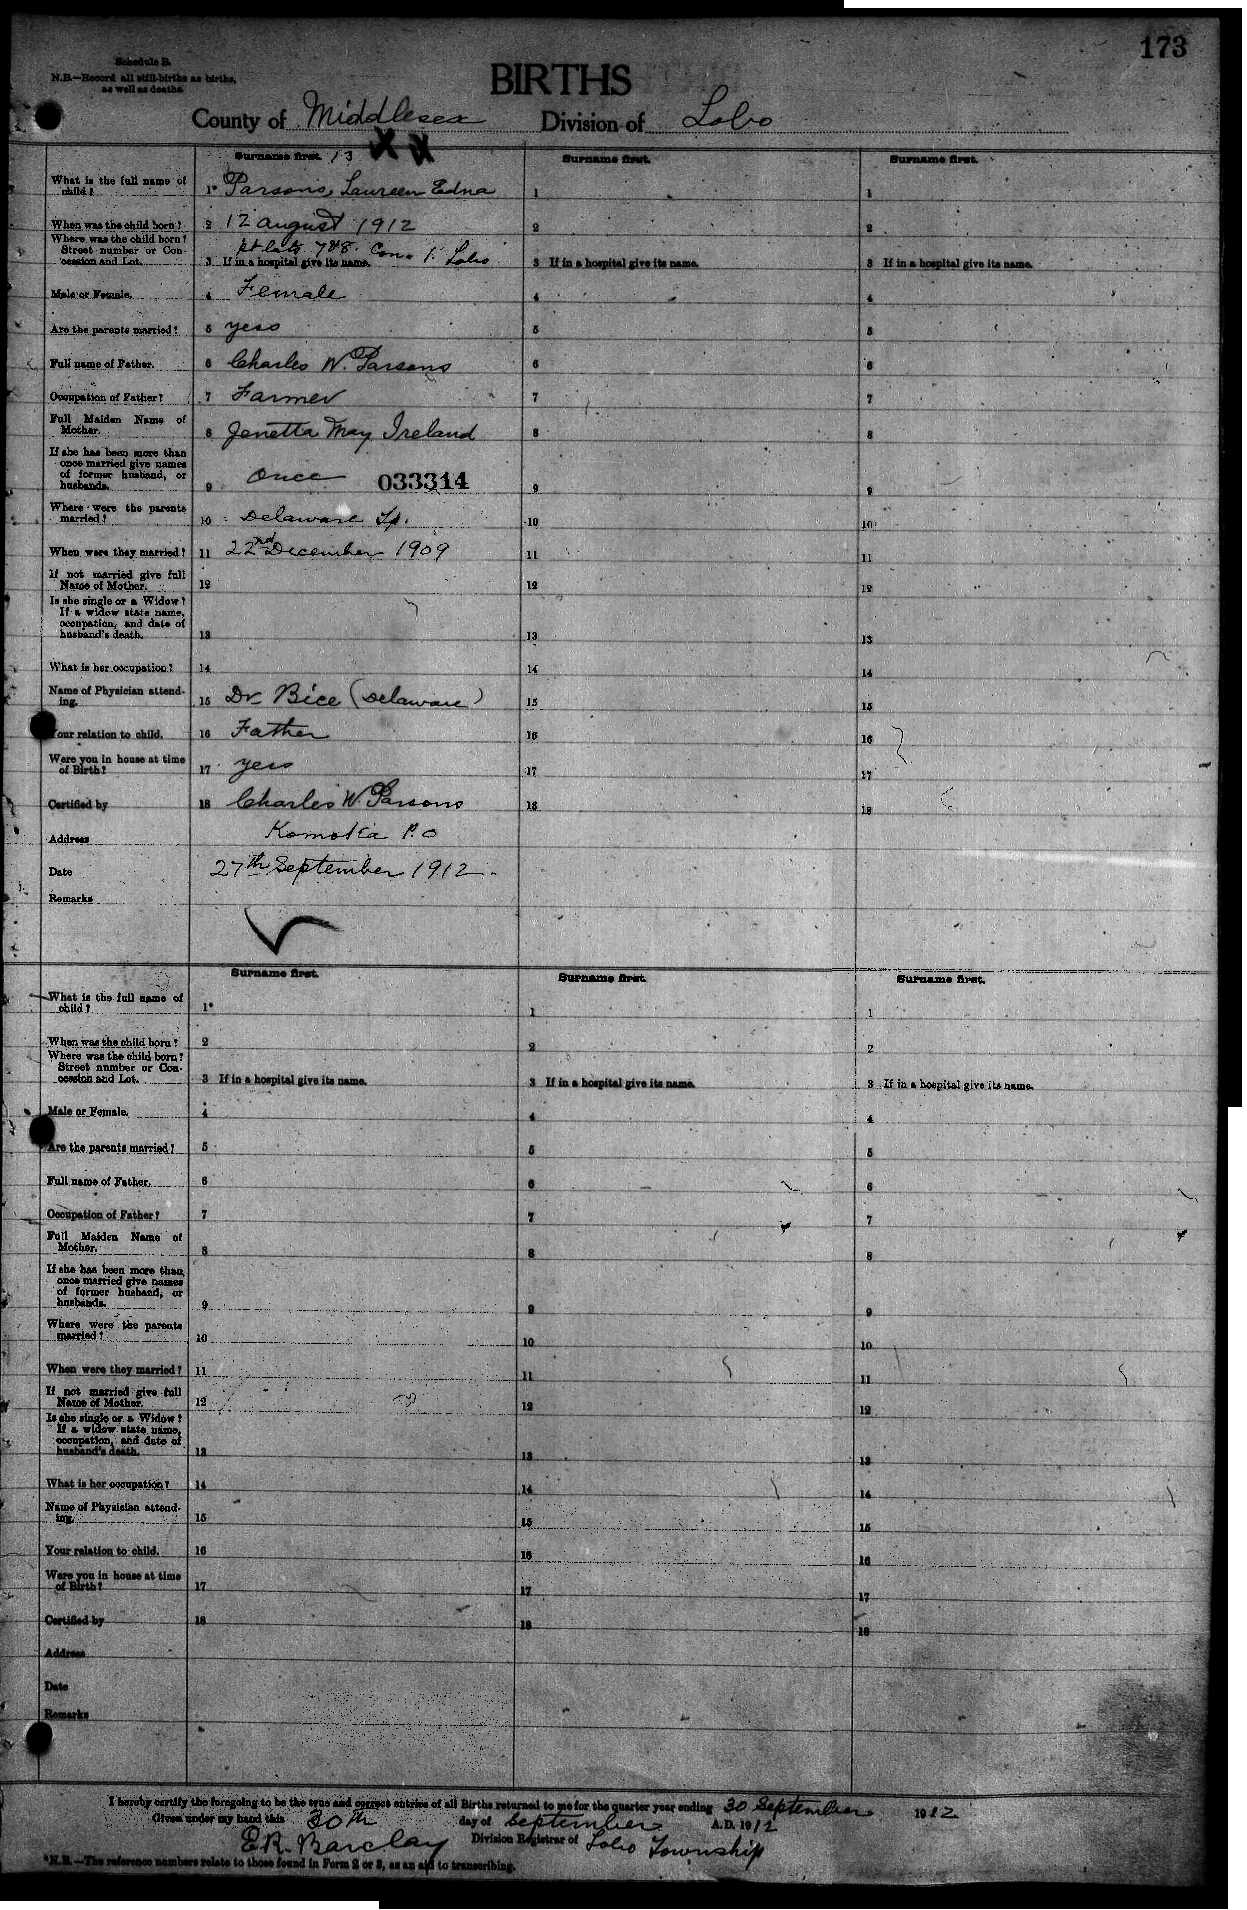 173
Schedule B.
N.B.—Record all still-births as births,
as well as deaths.
BIRTHS
County of Middlesex Division of Lobo
Surname first. 13 Surname first. Surname first.
What is the full name of
child? 1* Parsons, Laureen Edna 1 1
When was the child born? 2 12 August 1912 2 2
Where was the child born?
Street number or Con-
cession and Lot. pt lots 7 & 8. Con. 1. Lobo
3 If in a hospital give its name. 3 If in a hospital give its name. 3 If in a hospital give its name.
Male or Female. 4 Female 4 4
Are the parents married? 5 yess 5 5
Full name of Father. 6 Charles W. Parsons 6 6
Occupation of Father? 7 Farmer 7 7
Full Maiden Name of
Mother. 8 Jenetta May Ireland 8 8
If she has been more than
once married give names
of former husband, or
husbands. 9 Once 033314 9 9
Where were the parents
married? 10 Delaware Tp. 10 10
When were they married? 11 22nd December 1909 11 11
If not married give full
Name of Mother. 12 12 12
Is she single or a Widow?
If a widow state name,
occupation, and date of
husband's death. 13 13 13
What is her occupation? 14 14 14
Name of Physician attend-
ing. 15 Dr. Bice (Delaware) 15 15
Your relation to child. 16 Father 16 16
Were you in house at time
of Birth? 17 yess 17 17
Certified by 18 Charles W. Parsons 18 18
Address Komoka P.O
Date 27th September 1912.
Remarks
Surname first. Surname first. Surname first.
What is the full name of
child? 1* 1 1
When was the child born? 2 2 2
Where was the child born?
Street number or Con-
cession and Lot. 3 If in a hospital give its name. 3 If in a hospital give its name. 3 If in a hospital give its name.
Male or Female. 4 4 4
Are the parents married? 5 5 5
Full name of Father. 6 6 6
Occupation of Father? 7 7 7
Full Maiden Name of
Mother. 8 8 8
If she has been more than
once married give names
of former husband, or
husbands. 9 9 9
Where were the parents
married? 10 10 10
When were they married? 11 11 11
If not married give full
Name of Mother. 12 12 12
Is she single or a Widow?
If a widow state name,
occupation, and date of
husband's death. 13 13 13
What is her occupation? 14 14 14
Name of Physician attend-
ing. 15 15 15
Your relation to child. 16 16 16
Were you in house at time
of Birth? 17 17 17
Certified by 18 18 18
Address
Date
Remarks
I hereby certify the foregoing to be the true and correct entries of all Births returned to me for the quarter year ending 30 September 1912
Given under my hand this 30th day of September A.D. 1912
E.R. Barclay Division Registrar of Lobo Township
*N.B.—The reference numbers relate to those found in Form 2 or 3, as an aid to transcribing.